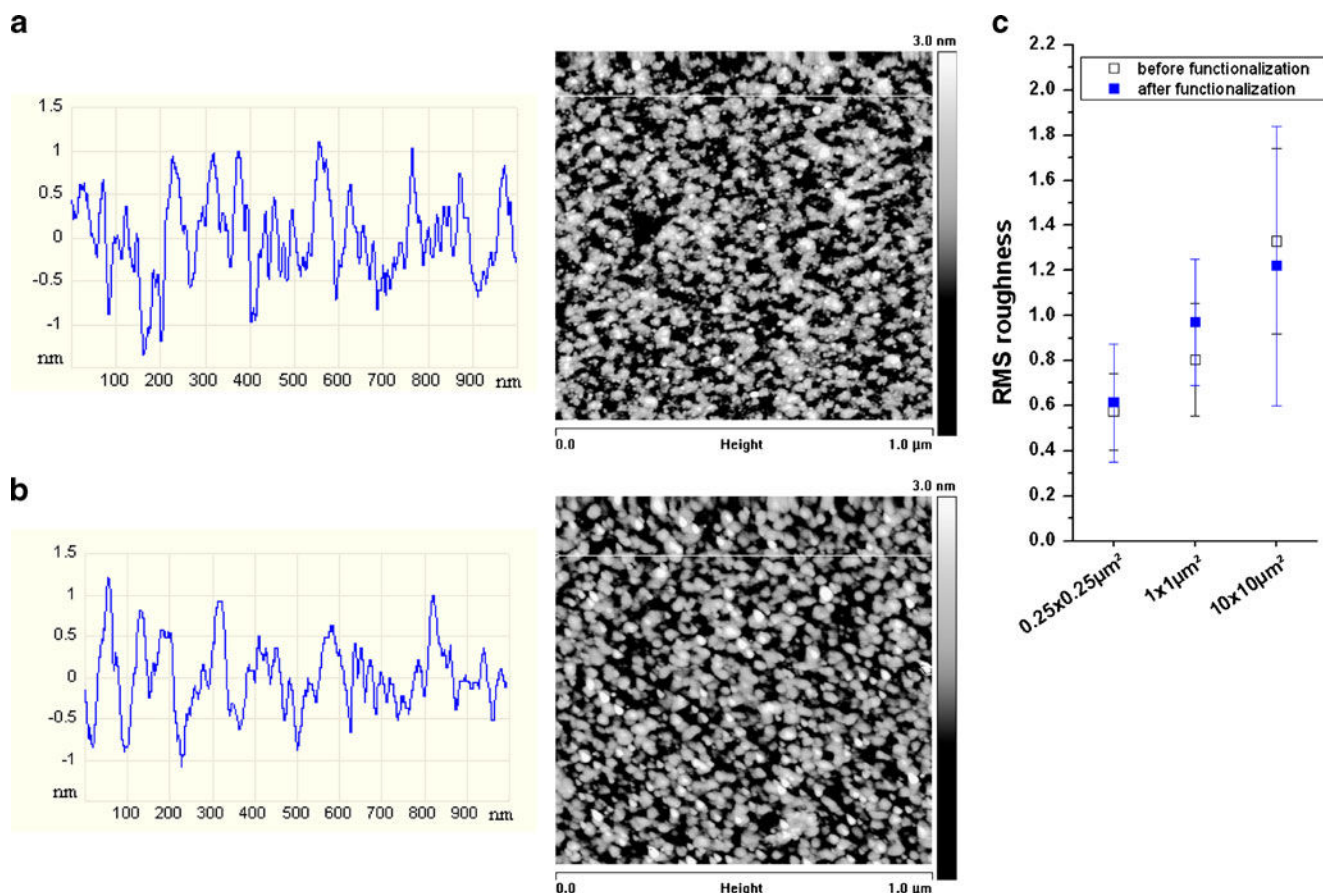 a
1.5
1
0.5
0
-0.5
-1
nm
100 200 300 400 500 600 700 800 900 nm
3.0 nm
0.0 Height 1.0 µm
b
1.5
1
0.5
0
-0.5
-1
nm
100 200 300 400 500 600 700 800 900 nm
3.0 nm
0.0 Height 1.0 µm
c
RMS roughness
2.2
2.0
1.8
1.6
1.4
1.2
1.0
0.8
0.6
0.4
0.2
0.0
before functionalization
after functionalization
0.25x0.25µm²
1x1µm²
10x10µm²